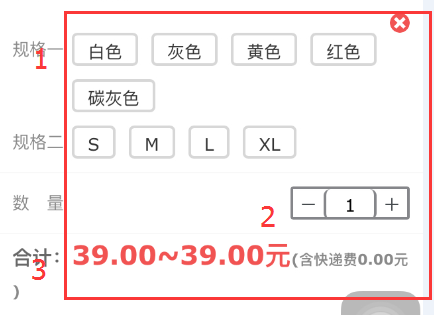 规格一 白色 灰色 黄色 红色
1
碳灰色
规格二 S M L XL
数 量 − 1 +
2
合计：39.00~39.00元(含快递费0.00元
3
)